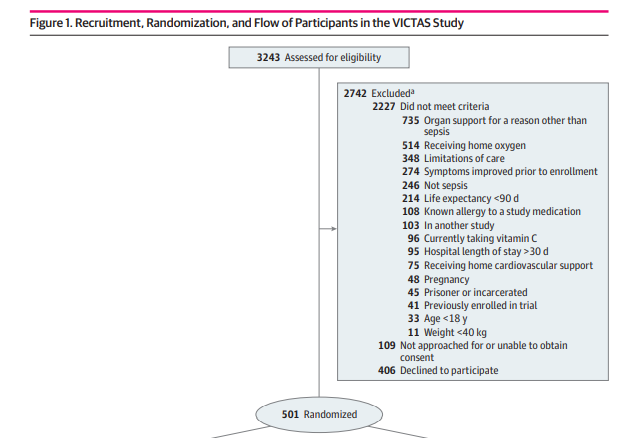 Figure 1. Recruitment, Randomization, and Flow of Participants in the VICTAS Study
3243 Assessed for eligibility
2742 Excludedª
2227 Did not meet criteria
735 Organ support for a reason other than
sepsis
514 Receiving home oxygen
348 Limitations of care
274 Symptoms improved prior to enrollment
246 Not sepsis
214 Life expectancy <90 d
108 Known allergy to a study medication
103 In another study
96 Currently taking vitamin C
95 Hospital length of stay >30 d
75 Receiving home cardiovascular support
48 Pregnancy
45 Prisoner or incarcerated
41 Previously enrolled in trial
33 Age <18 y
11 Weight <40 kg
109 Not approached for or unable to obtain
consent
406 Declined to participate
501 Randomized